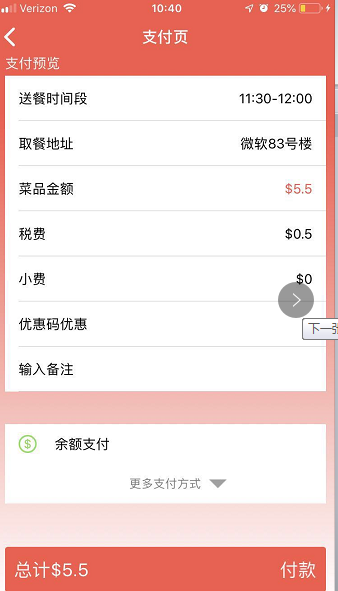 Verizon 10:40 25%
支付页
支付预览
送餐时间段 11:30-12:00
取餐地址 微软83号楼
菜品金额 $5.5
税费 $0.5
小费 $0
优惠码优惠
下一张
输入备注
$ 余额支付
更多支付方式
总计$5.5 付款